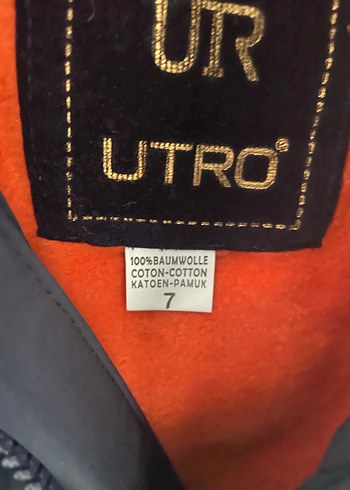 UR
UTRO®
100%BAUMWOLLE
COTON-COTTON
KATOEN-PAMUK
7